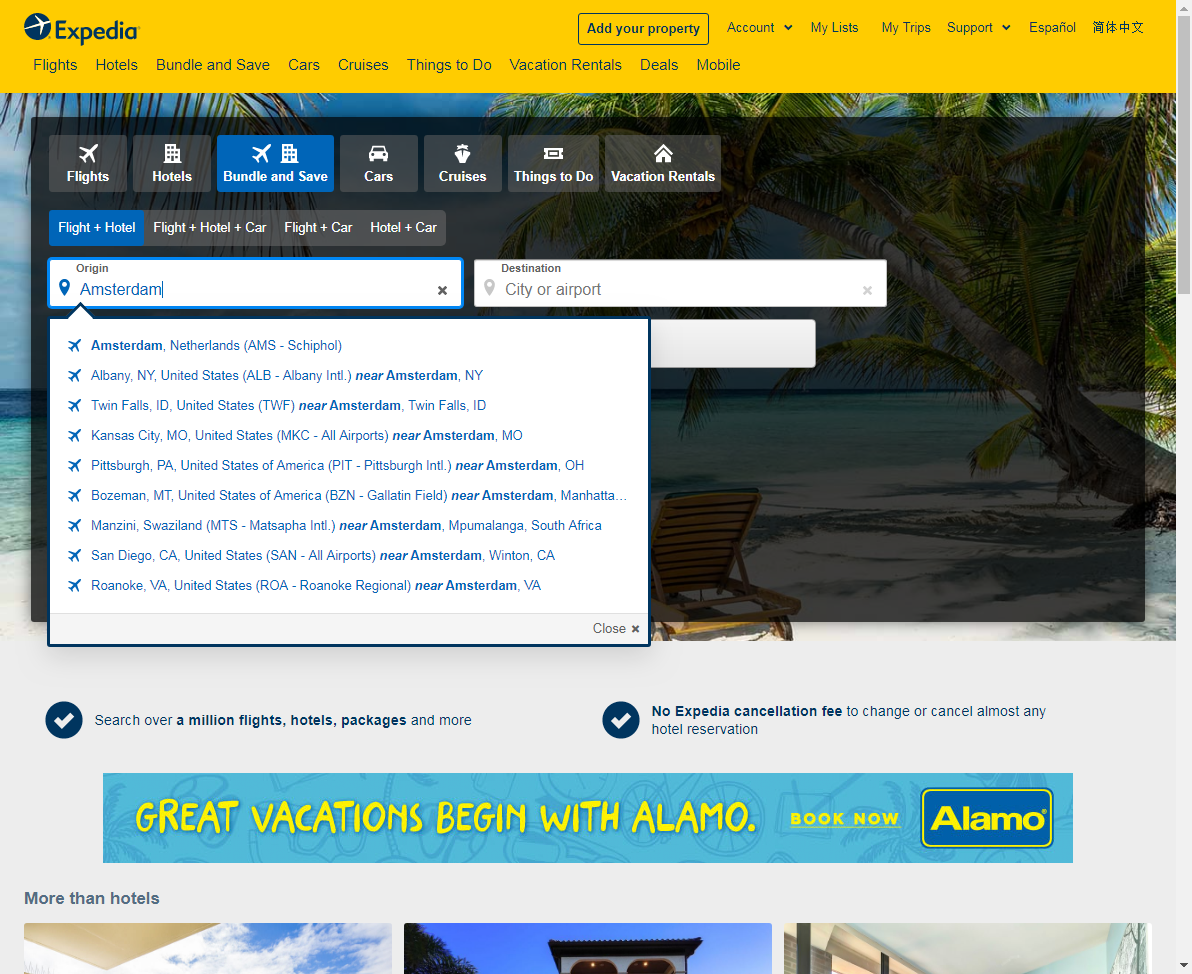 Expedia
Add your property
Account
My Lists
My Trips
Support
Español
简体中文
Flights
Hotels
Bundle and Save
Cars
Cruises
Things to Do
Vacation Rentals
Deals
Mobile
Flights
Hotels
Bundle and Save
Cars
Cruises
Things to Do
Vacation Rentals
Flight + Hotel
Flight + Hotel + Car
Flight + Car
Hotel + Car
Origin
Amsterdam
Destination
City or airport
Amsterdam, Netherlands (AMS - Schiphol)
Albany, NY, United States (ALB - Albany Intl.) near Amsterdam, NY
Twin Falls, ID, United States (TWF) near Amsterdam, Twin Falls, ID
Kansas City, MO, United States (MKC - All Airports) near Amsterdam, MO
Pittsburgh, PA, United States of America (PIT - Pittsburgh Intl.) near Amsterdam, OH
Bozeman, MT, United States of America (BZN - Gallatin Field) near Amsterdam, Manhatta...
Manzini, Swaziland (MTS - Matsapha Intl.) near Amsterdam, Mpumalanga, South Africa
San Diego, CA, United States (SAN - All Airports) near Amsterdam, Winton, CA
Roanoke, VA, United States (ROA - Roanoke Regional) near Amsterdam, VA
Close
Search over a million flights, hotels, packages and more
No Expedia cancellation fee to change or cancel almost any
hotel reservation
GREAT VACATIONS BEGIN WITH ALAMO.
BOOK NOW
Alamo
More than hotels